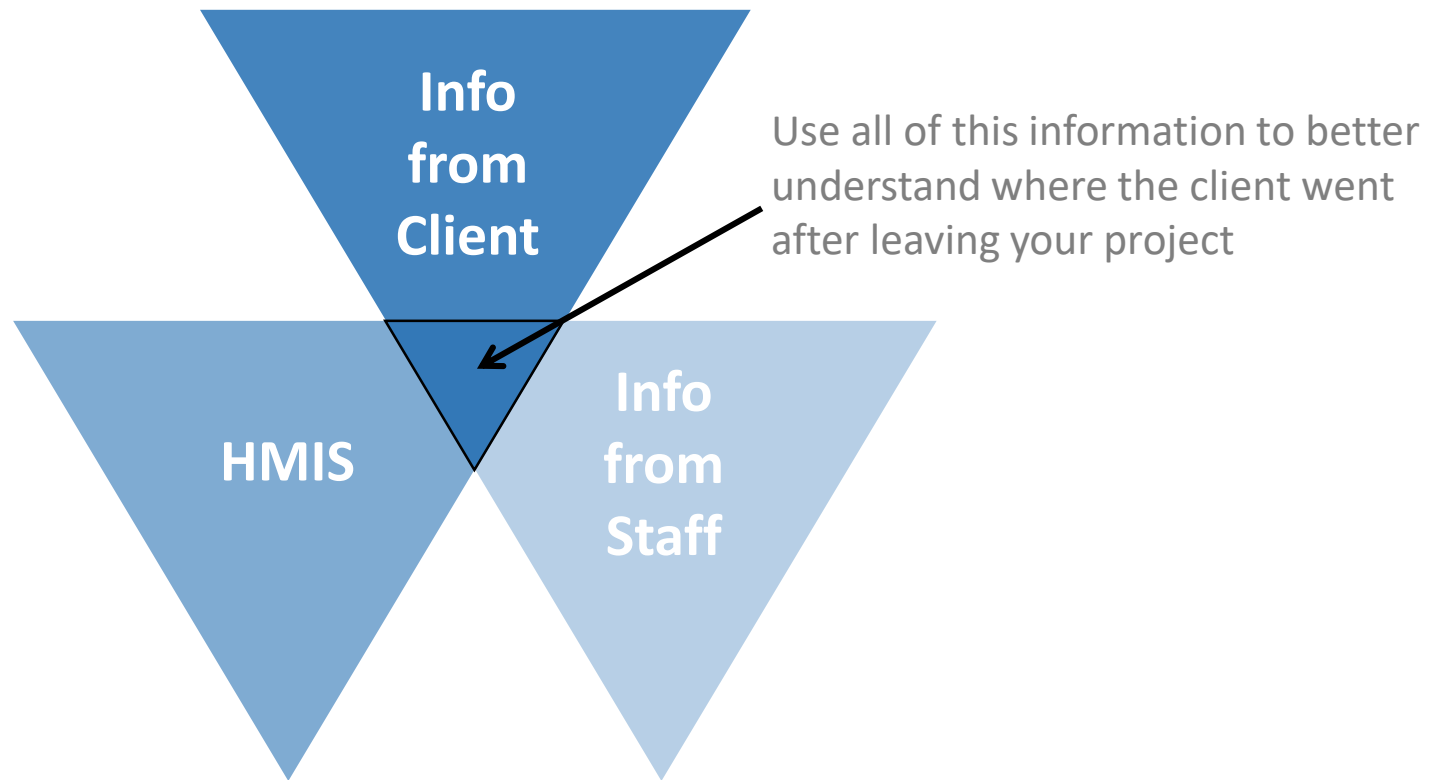 Info
from
Client
Use all of this information to better
understand where the client went
after leaving your project
HMIS
Info
from
Staff